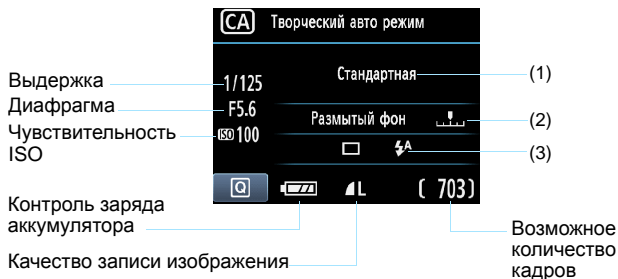 CA Творческий авто режим
Стандартная
(1)
Выдержка
1/125
Диафрагма
F5.6
Размытый фон
(2)
Чувствительность
ISO
ISO 100
(3)
Q
L
[ 703]
Контроль заряда
аккумулятора
Качество записи изображения
Возможное
количество
кадров